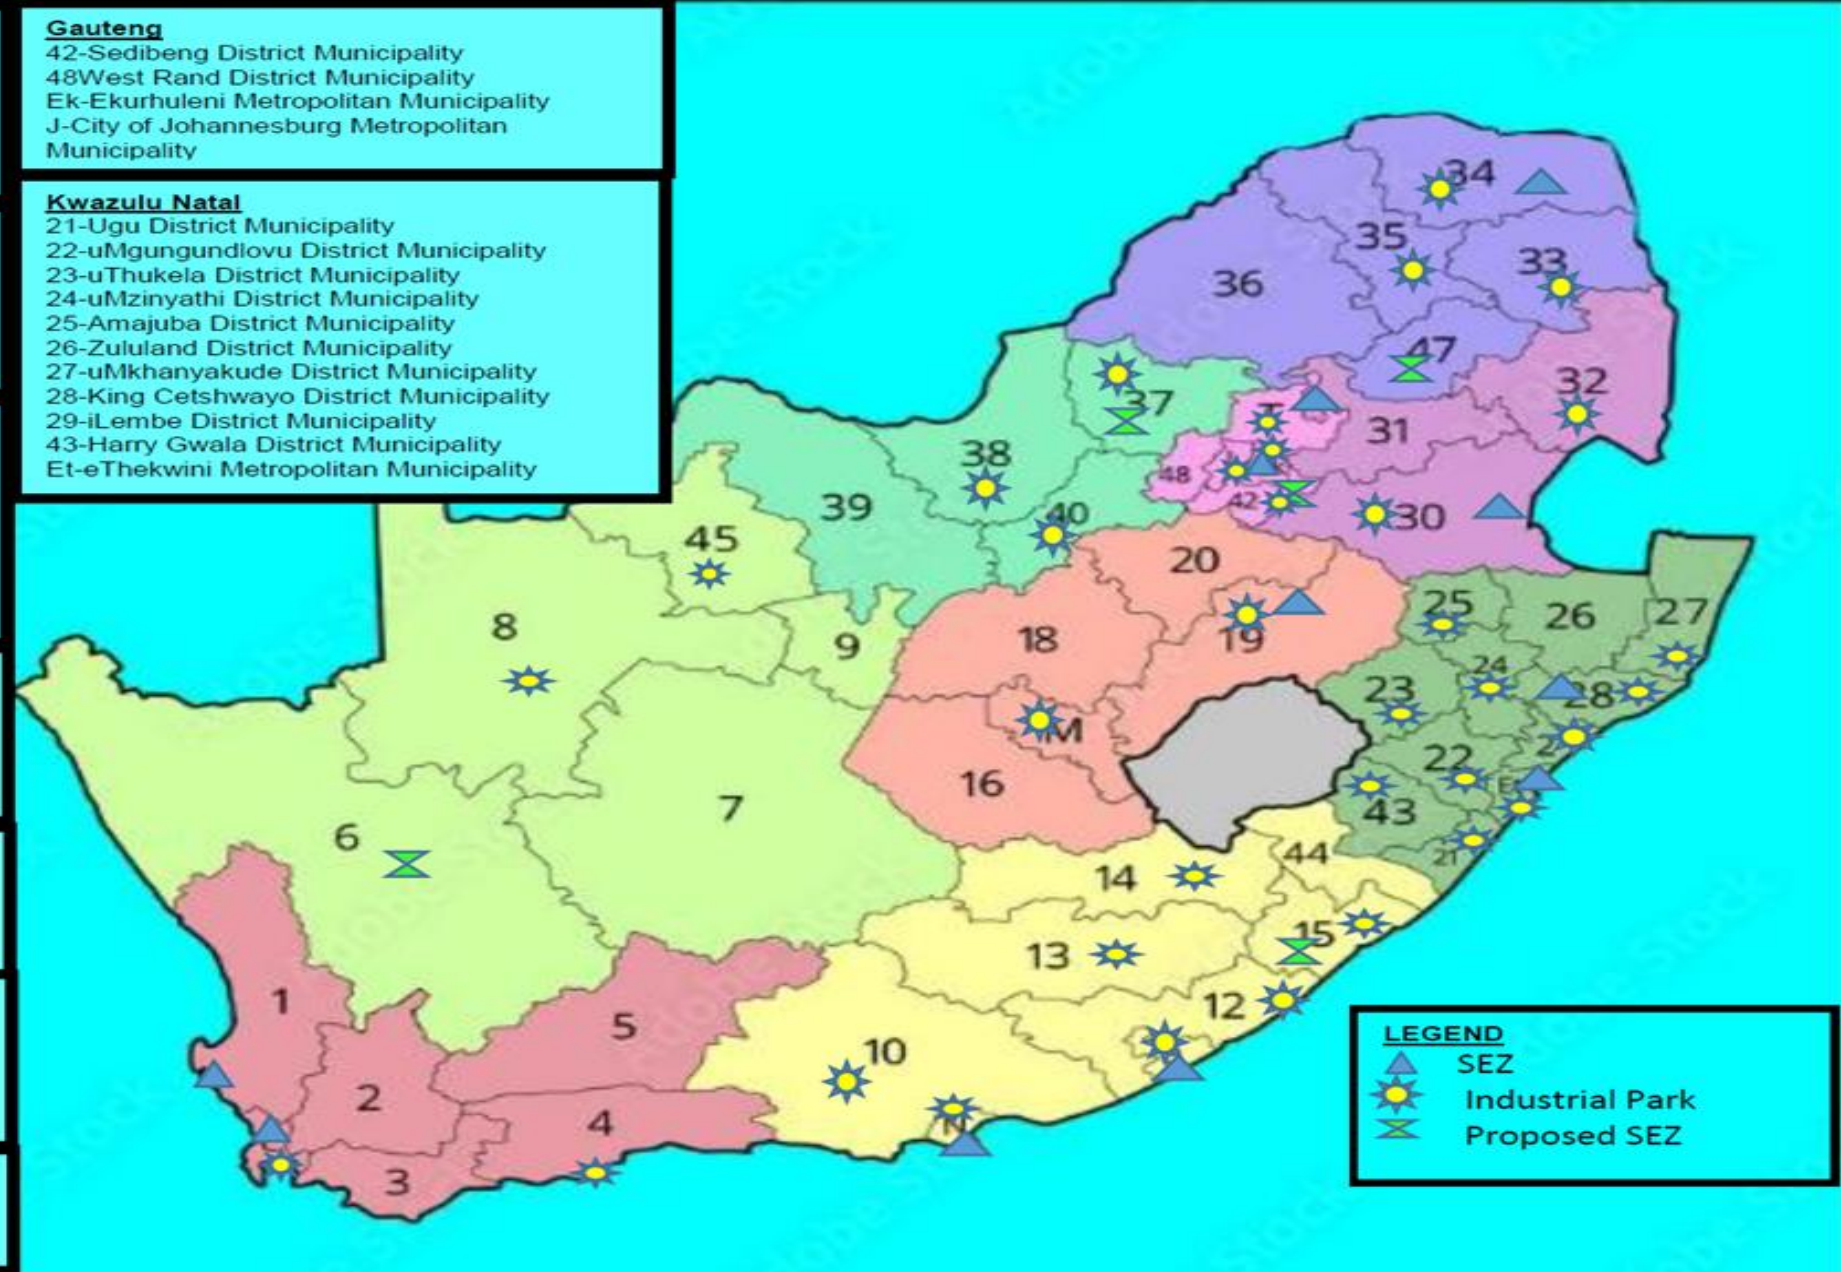 Gauteng
42-Sedibeng District Municipality
48West Rand District Municipality
Ek-Ekurhuleni Metropolitan Municipality
J-City of Johannesburg Metropolitan
Municipality
Kwazulu Natal
21-Ugu District Municipality
22-uMgungundlovu District Municipality
23-uThukela District Municipality
24-uMzinyathi District Municipality
25-Amajuba District Municipality
26-Zululand District Municipality
27-uMkhanyakude District Municipality
28-King Cetshwayo District Municipality
29-iLembe District Municipality
43-Harry Gwala District Municipality
Et-eThekwini Metropolitan Municipality
34
35
33
36
47
32
37
T
31
38
48
39
42
30
40
45
20
25
26
27
8
9
18
19
24
23
28
M
22
16
7
43
6
44
21
14
15
13
1
12
5
10
2
4
N
3
LEGEND
SEZ
Industrial Park
Proposed SEZ
Adobe Stock